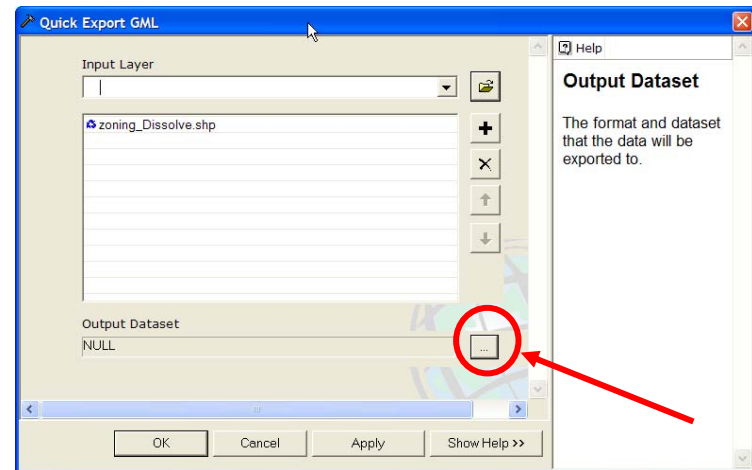 Quick Export GML
Input Layer
zoning_Dissolve.shp
Output Dataset
NULL
...
OK
Cancel
Apply
Show Help >>
Help
Output Dataset
The format and dataset
that the data will be
exported to.